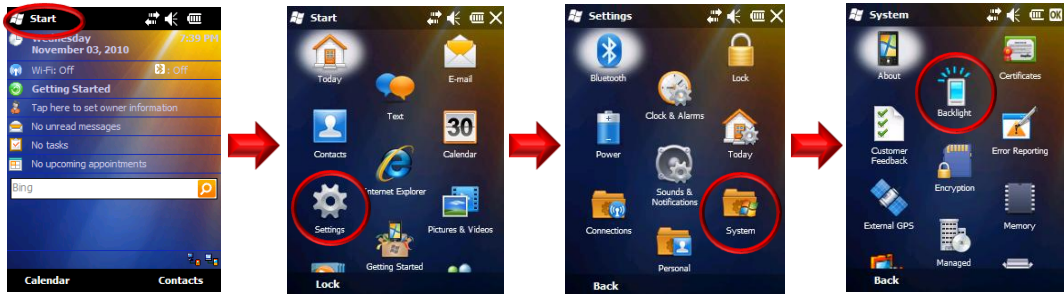 Start
Wednesday
November 03, 2010
7:39 PM
Wi-Fi: Off
: Off
Getting Started
Tap here to set owner information
No unread messages
No tasks
No upcoming appointments
Bing
Calendar Contacts
Start
Today
E-mail
Text
30
Contacts
Calendar
Internet Explorer
Settings
Pictures & Videos
Getting Started
Lock
Settings
Bluetooth
Lock
Clock & Alarms
Power
Today
Sounds &
Notifications
Connections
System
Personal
Back
System
OK
About
Certificates
Backlight
Customer
Feedback
Error Reporting
Encryption
External GPS
Memory
Managed
Back